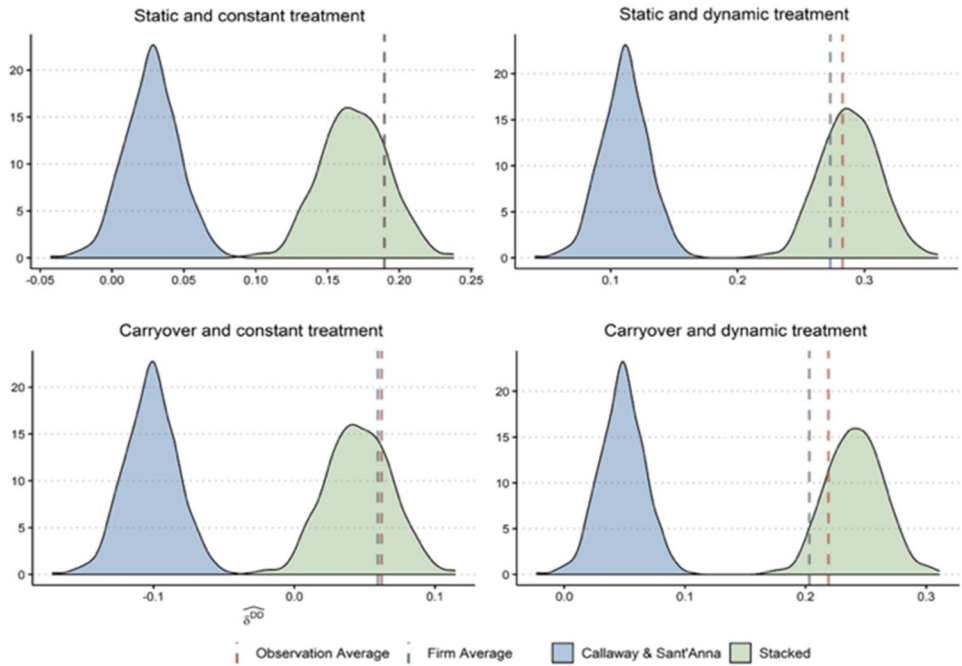 Static and constant treatment
Static and dynamic treatment
20
15
10
5
0
-0.05 0.00 0.05 0.10 0.15 0.20 0.25
20
15
10
5
0
0.1 0.2 0.3
Carryover and constant treatment
Carryover and dynamic treatment
20
15
10
5
0
-0.1 0.0 0.1
20
15
10
5
0
0.0 0.1 0.2 0.3
Observation Average Firm Average Callaway & Sant'Anna Stacked